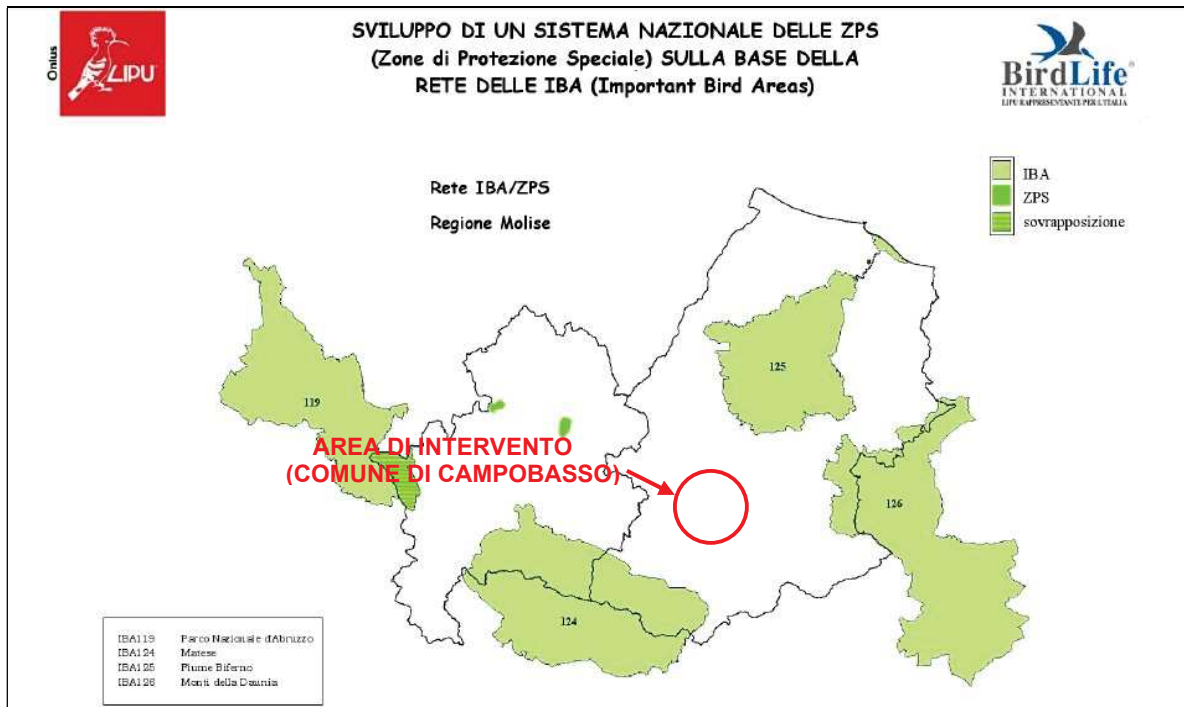 Onlus
LIPU
SVILUPPO DI UN SISTEMA NAZIONALE DELLE ZPS
(Zone di Protezione Speciale) SULLA BASE DELLA
RETE DELLE IBA (Important Bird Areas)
BirdLife
INTERNATIONAL
LIPU RAPPRESENTANTE PER L'ITALIA
Rete IBA/ZPS
Regione Molise
IBA
ZPS
sovrapposizione
125
119
AREA DI INTERVENTO
(COMUNE DI CAMPOBASSO)
126
124
IBA119 Parco Nazionale d'Abruzzo
IBA124 Matese
IBA125 Fiume Biferno
IBA126 Monti della Daunia